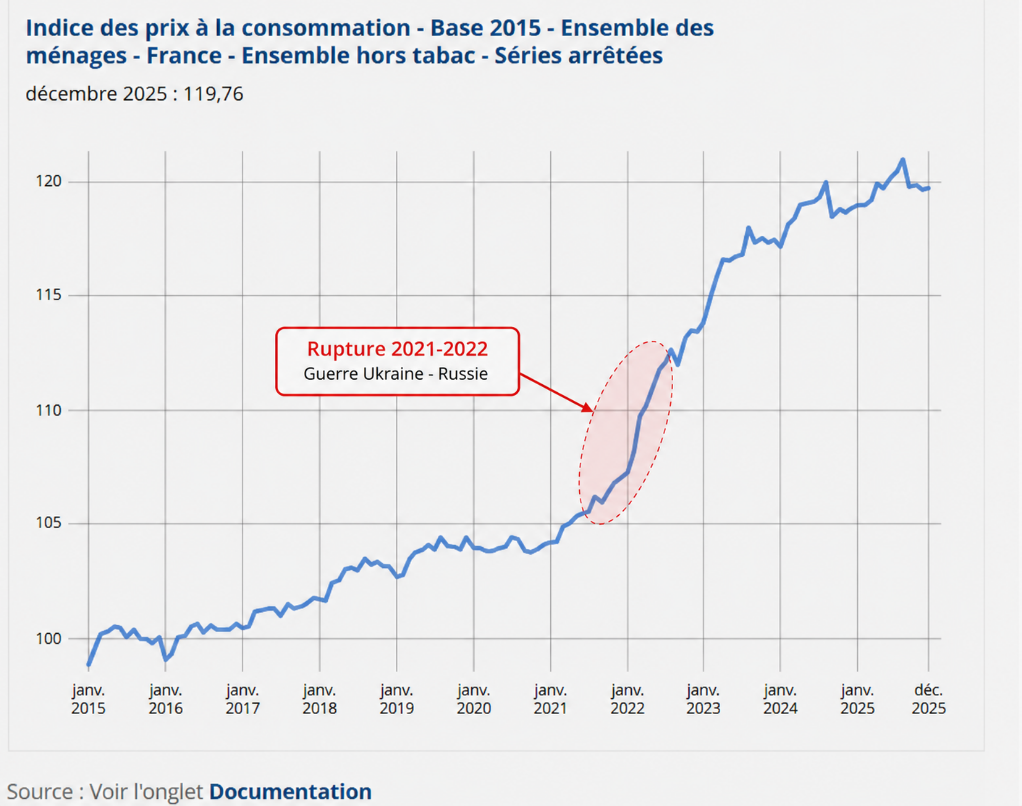 Indice des prix à la consommation - Base 2015 - Ensemble des
ménages - France - Ensemble hors tabac - Séries arrêtées
décembre 2025 : 119,76
120
115
Rupture 2021-2022
Guerre Ukraine - Russie
110
105
100
janv. janv. janv. janv. janv. janv. janv. janv. janv. janv. janv. déc.
2015 2016 2017 2018 2019 2020 2021 2022 2023 2024 2025 2025
Source : Voir l'onglet Documentation